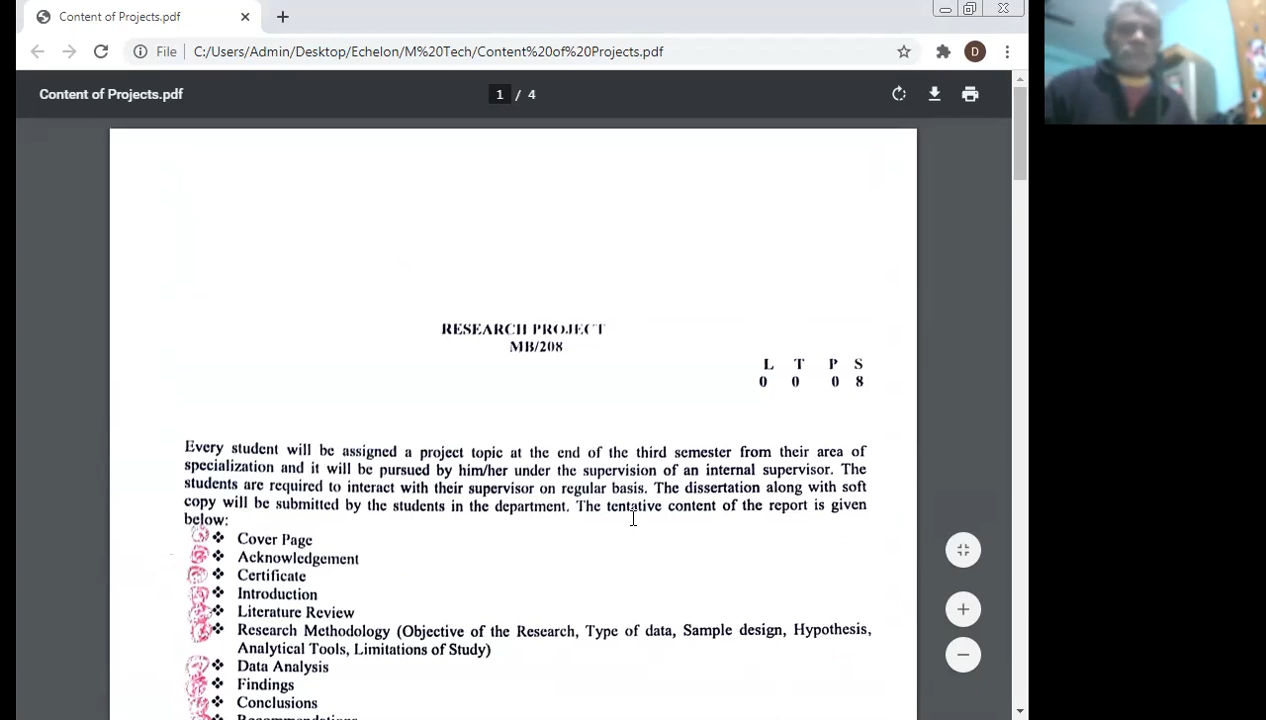 Content of Projects.pdf
File C:/Users/Admin/Desktop/Echelon/M%20Tech/Content%20of%20Projects.pdf
D
Content of Projects.pdf
1 / 4
RESEARCH PROJECT
MB/208
L T P S
0 0 0 8
Every student will be assigned a project topic at the end of the third semester from their area of
specialization and it will be pursued by him/her under the supervision of an internal supervisor. The
students are required to interact with their supervisor on regular basis. The dissertation along with soft
copy will be submitted by the students in the department. The tentative content of the report is given
below:
❖ Cover Page
❖ Acknowledgement
❖ Certificate
❖ Introduction
❖ Literature Review
❖ Research Methodology (Objective of the Research, Type of data, Sample design, Hypothesis,
Analytical Tools, Limitations of Study)
❖ Data Analysis
❖ Findings
❖ Conclusions
❖ Recommendations